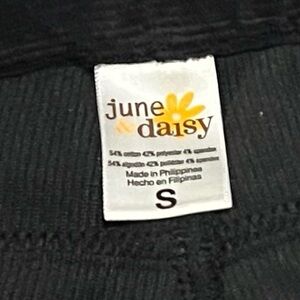 june
& daisy
54% cotton 42% polyester 4% spandex
54% algodón 42% poliéster 4% spandex
Made in Philippines
Hecho en Filipinas
S